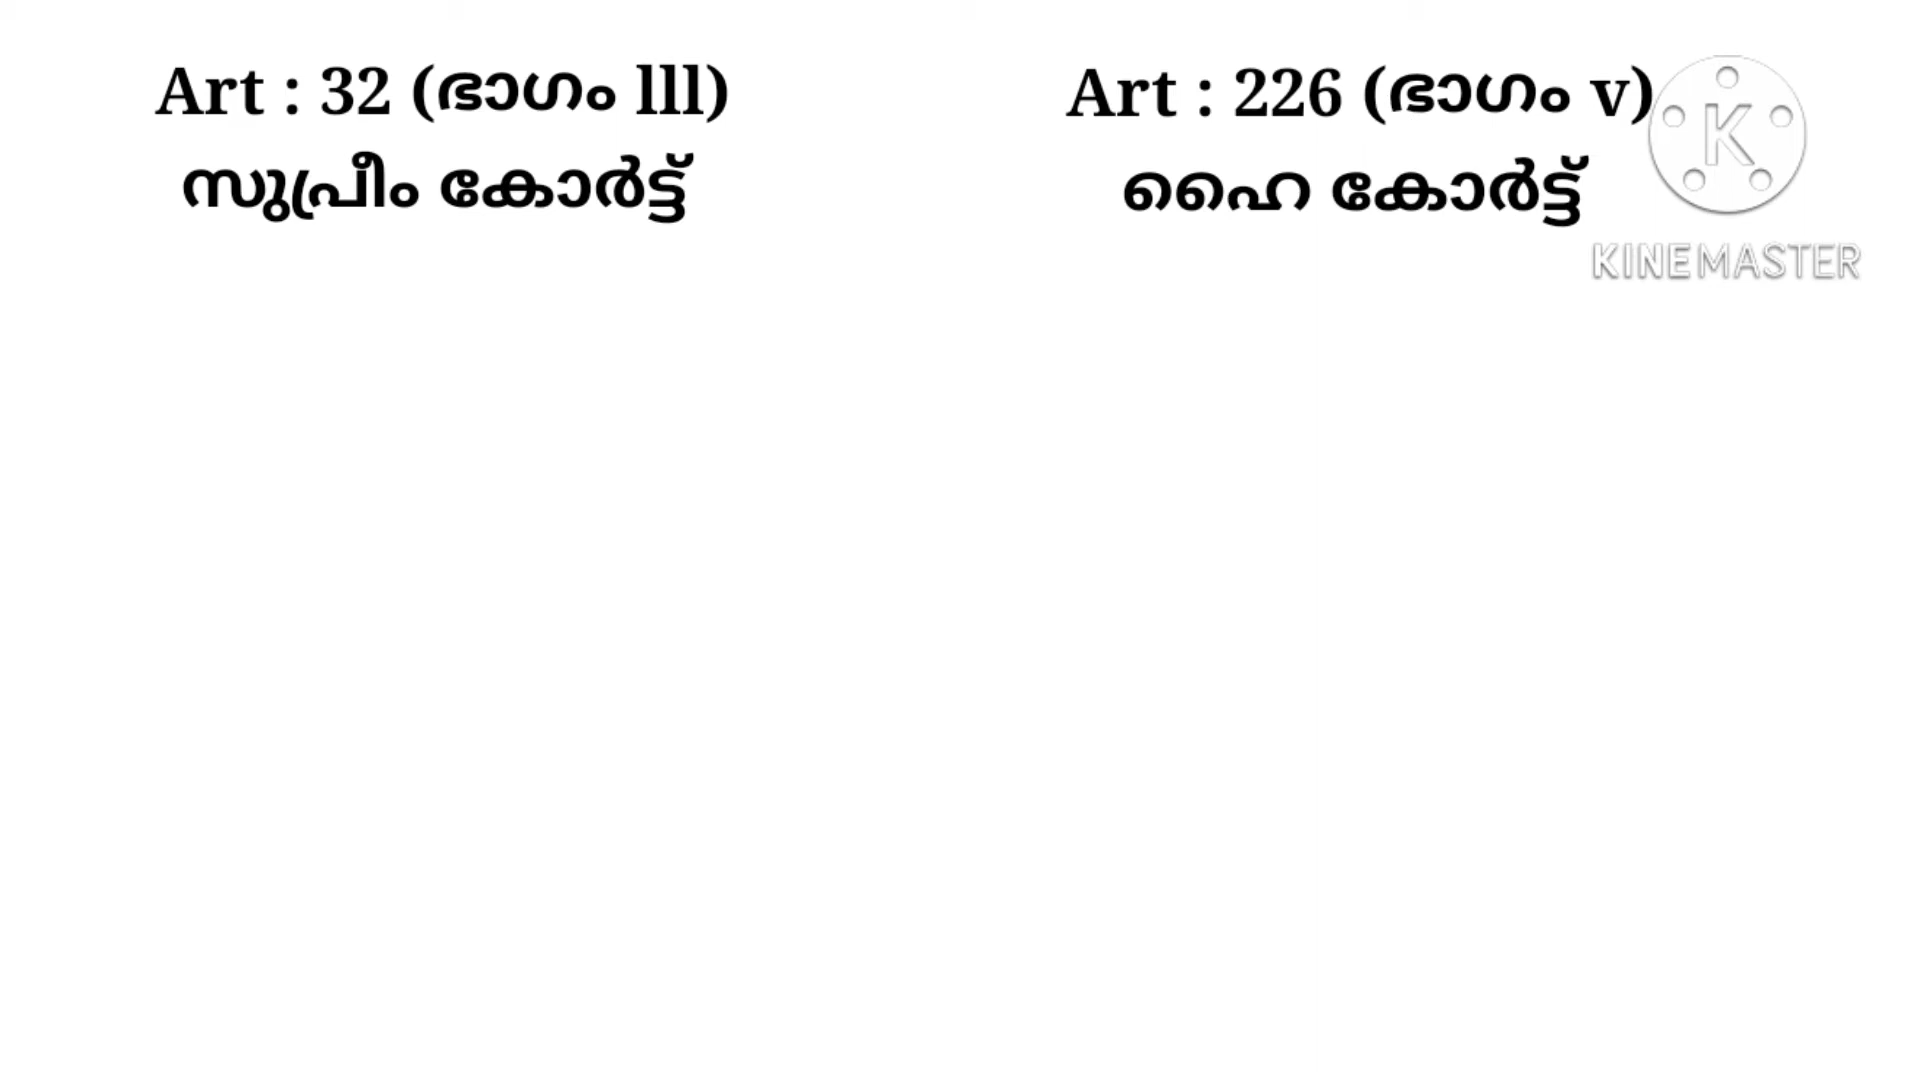 Art : 32 (ഭാഗം lll)
സുപ്രീം കോർട്ട്
Art : 226 (ഭാഗം v)
ഹൈ കോർട്ട്
K
KINEMASTER